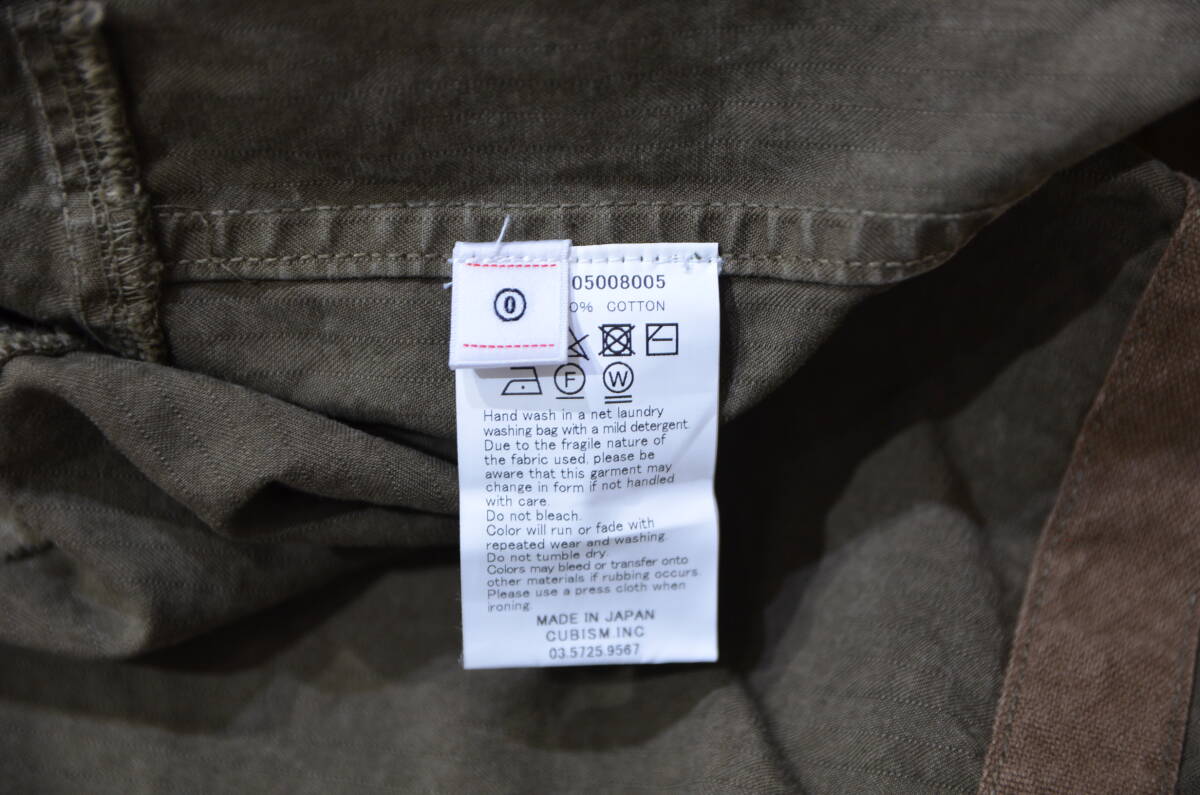 0
05008005
0% COTTON
F W
Hand wash in a net laundry
washing bag with a mild detergent.
Due to the fragile nature of
the fabric used, please be
aware that this garment may
change in form if not handled
with care.
Do not bleach.
Color will run or fade with
repeated wear and washing.
Do not tumble dry.
Colors may bleed or transfer onto
other materials if rubbing occurs.
Please use a press cloth when
ironing.
MADE IN JAPAN
CUBISM.INC
03.5725.9567